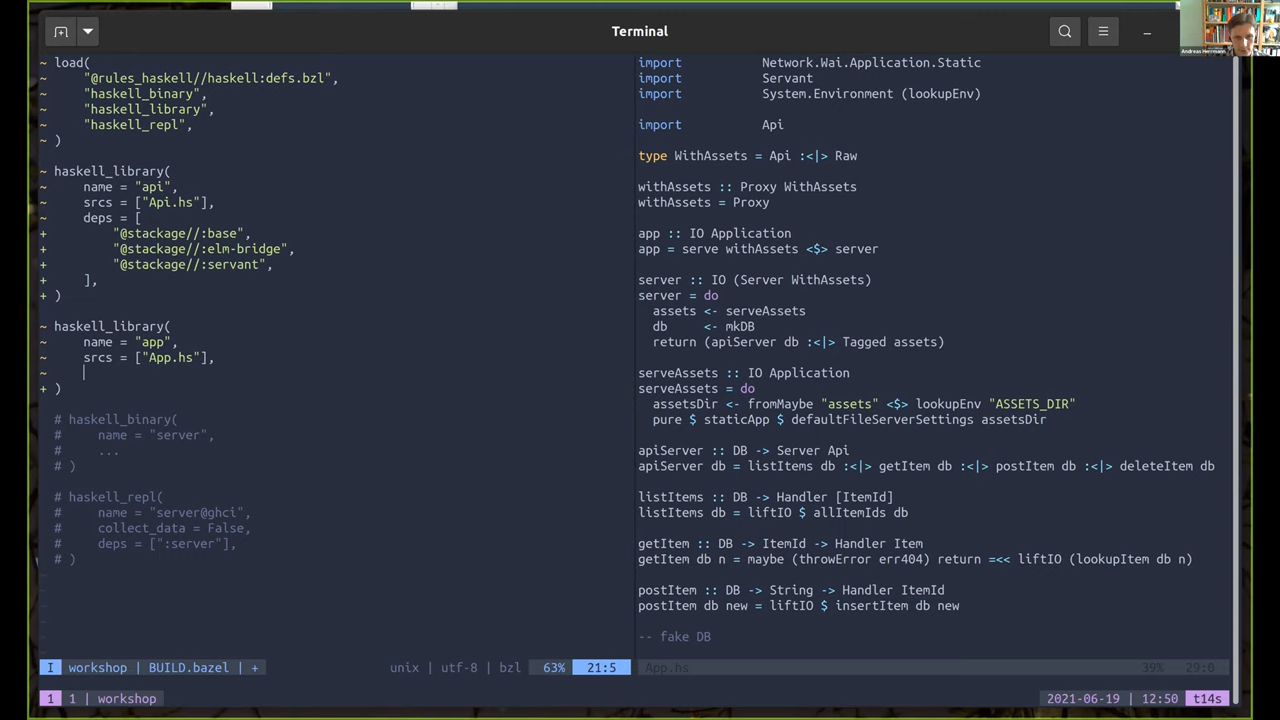 Terminal
Andreas Herrmann
~ load(
~     "@rules_haskell//haskell:defs.bzl",
~     "haskell_binary",
~     "haskell_library",
~     "haskell_repl",
~ )
~ haskell_library(
~     name = "api",
~     srcs = ["Api.hs"],
~     deps = [
+         "@stackage//:base",
+         "@stackage//:elm-bridge",
+         "@stackage//:servant",
+     ],
+ )
~ haskell_library(
~     name = "app",
~     srcs = ["App.hs"],
~
+ )
# haskell_binary(
#     name = "server",
#     ...
# )
# haskell_repl(
#     name = "server@ghci",
#     collect_data = False,
#     deps = [":server"],
# )
I workshop | BUILD.bazel | + unix | utf-8 | bzl 63% 21:5
import Network.Wai.Application.Static
import Servant
import System.Environment (lookupEnv)
import Api
type WithAssets = Api :<|> Raw
withAssets :: Proxy WithAssets
withAssets = Proxy
app :: IO Application
app = serve withAssets <$> server
server :: IO (Server WithAssets)
server = do
  assets <- serveAssets
  db     <- mkDB
  return (apiServer db :<|> Tagged assets)
serveAssets :: IO Application
serveAssets = do
  assetsDir <- fromMaybe "assets" <$> lookupEnv "ASSETS_DIR"
  pure $ staticApp $ defaultFileServerSettings assetsDir
apiServer :: DB -> Server Api
apiServer db = listItems db :<|> getItem db :<|> postItem db :<|> deleteItem db
listItems :: DB -> Handler [ItemId]
listItems db = liftIO $ allItemIds db
getItem :: DB -> ItemId -> Handler Item
getItem db n = maybe (throwError err404) return =<< liftIO (lookupItem db n)
postItem :: DB -> String -> Handler ItemId
postItem db new = liftIO $ insertItem db new
-- fake DB
App.hs 39% 29:0
1 1 | workshop 2021-06-19 | 12:50 t14s